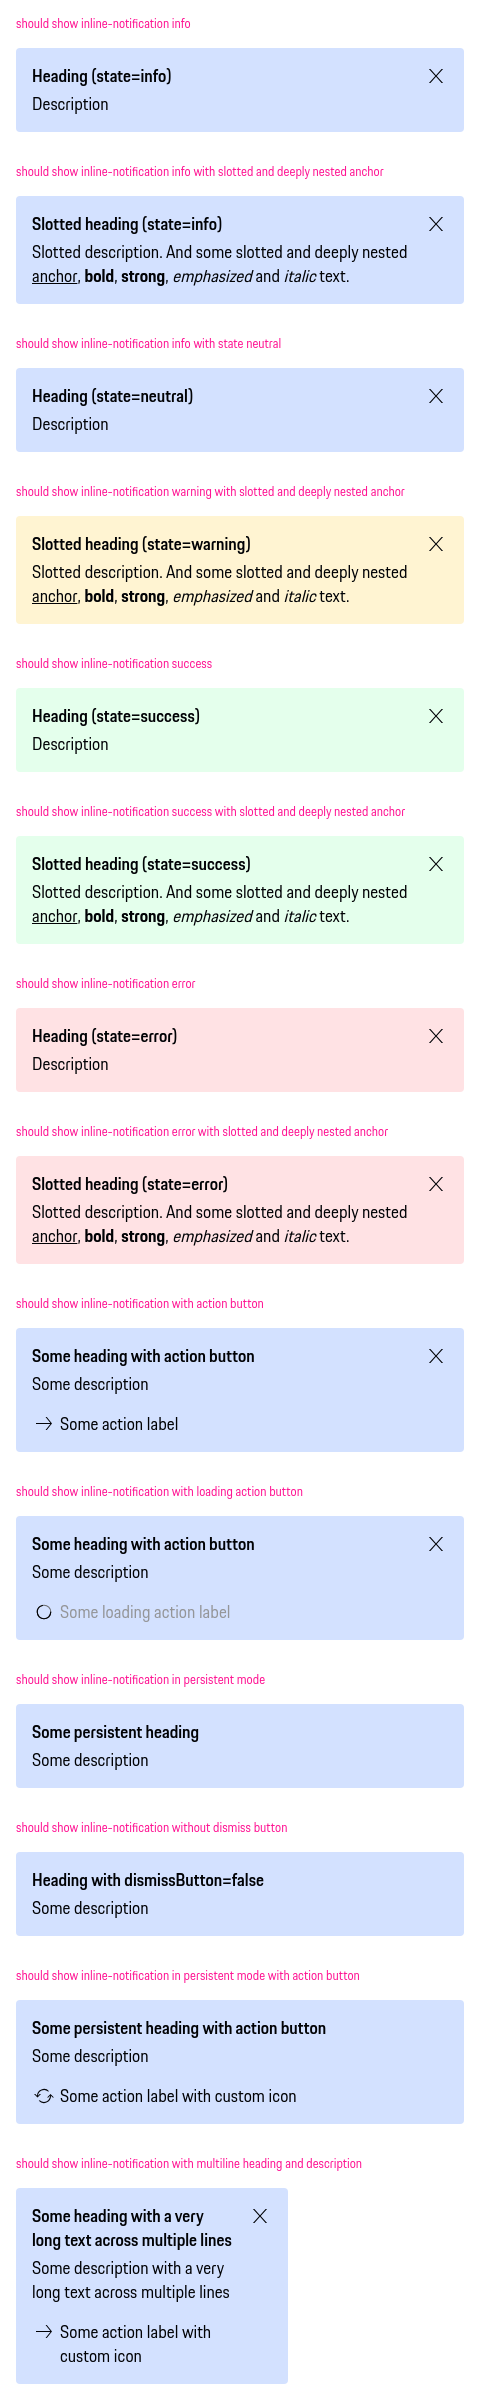 should show inline-notification info
Heading (state=info)
Description
should show inline-notification info with slotted and deeply nested anchor
Slotted heading (state=info)
Slotted description. And some slotted and deeply nested
anchor, bold, strong, emphasized and italic text.
should show inline-notification info with state neutral
Heading (state=neutral)
Description
should show inline-notification warning with slotted and deeply nested anchor
Slotted heading (state=warning)
Slotted description. And some slotted and deeply nested
anchor, bold, strong, emphasized and italic text.
should show inline-notification success
Heading (state=success)
Description
should show inline-notification success with slotted and deeply nested anchor
Slotted heading (state=success)
Slotted description. And some slotted and deeply nested
anchor, bold, strong, emphasized and italic text.
should show inline-notification error
Heading (state=error)
Description
should show inline-notification error with slotted and deeply nested anchor
Slotted heading (state=error)
Slotted description. And some slotted and deeply nested
anchor, bold, strong, emphasized and italic text.
should show inline-notification with action button
Some heading with action button
Some description
Some action label
should show inline-notification with loading action button
Some heading with action button
Some description
Some loading action label
should show inline-notification in persistent mode
Some persistent heading
Some description
should show inline-notification without dismiss button
Heading with dismissButton=false
Some description
should show inline-notification in persistent mode with action button
Some persistent heading with action button
Some description
Some action label with custom icon
should show inline-notification with multiline heading and description
Some heading with a very
long text across multiple lines
Some description with a very
long text across multiple lines
Some action label with
custom icon